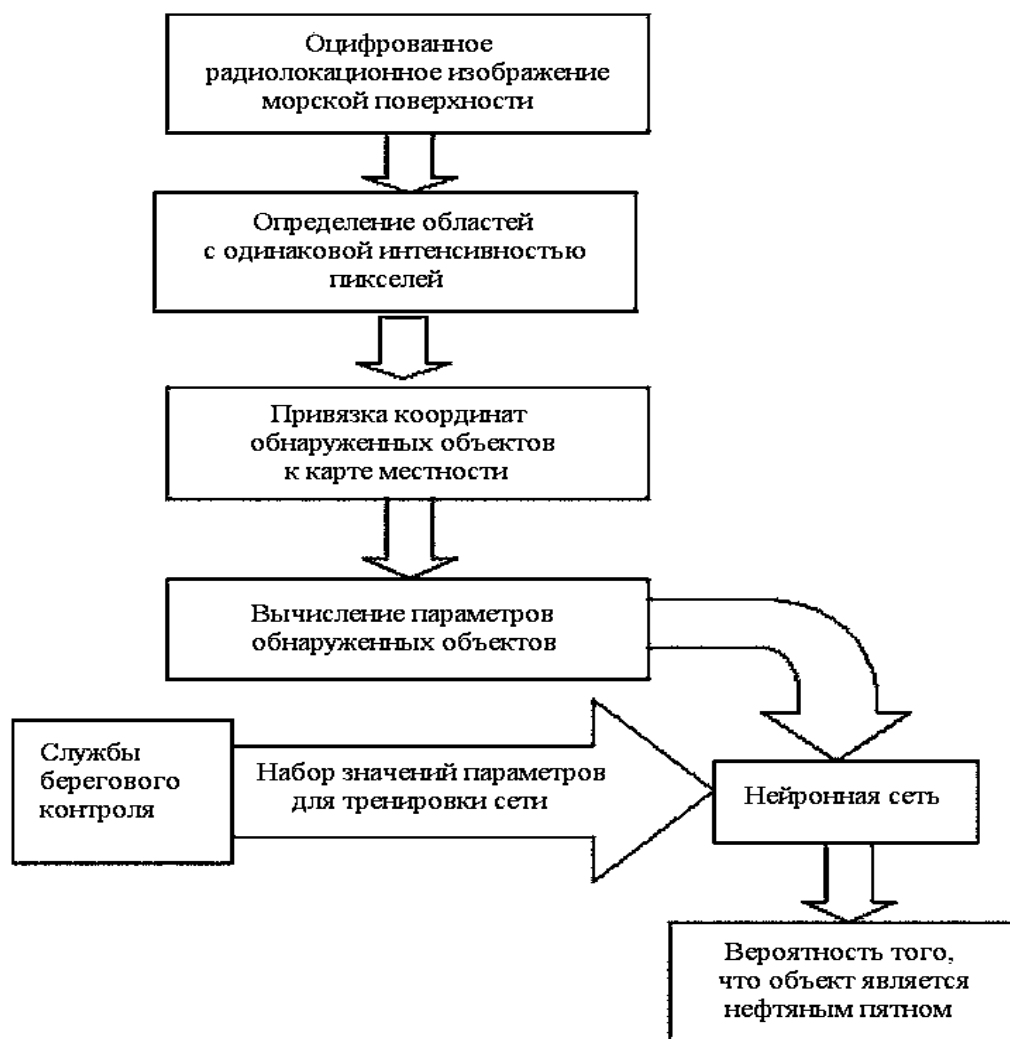 Оцифрованное
радиолокационное изображение
морской поверхности
Определение областей
с одинаковой интенсивностью
пикселей
Привязка координат
обнаруженных объектов
к карте местности
Вычисление параметров
обнаруженных объектов
Службы
берегового
контроля
Набор значений параметров
для тренировки сети
Нейронная сеть
Вероятность того,
что объект является
нефтяным пятном